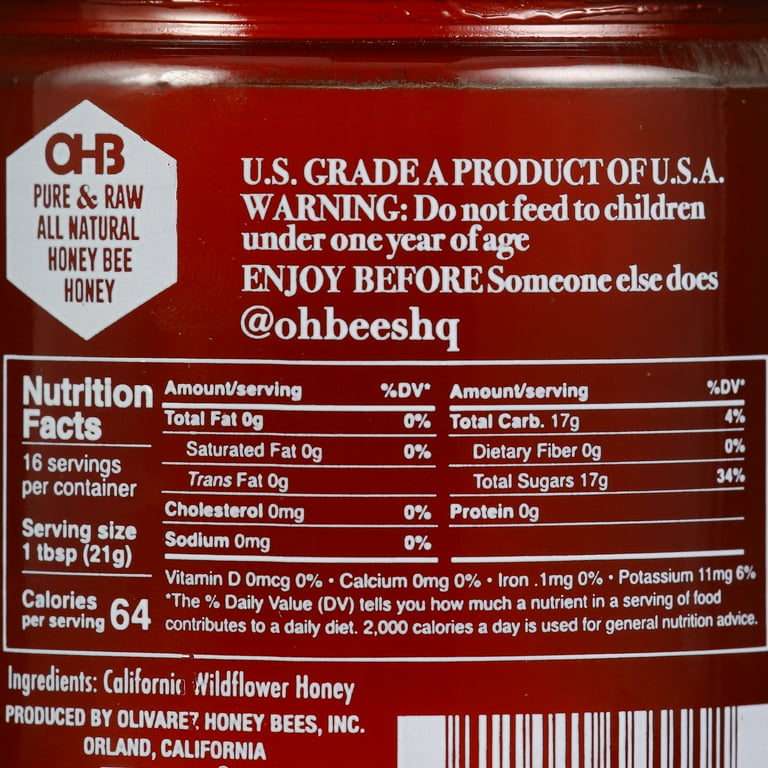 OHB
PURE & RAW
ALL NATURAL
HONEY BEE
HONEY
U.S. GRADE A PRODUCT OF U.S.A.
WARNING: Do not feed to children
under one year of age
ENJOY BEFORE Someone else does
@ohbeeshq
Nutrition
Facts
16 servings
per container
Serving size
1 tbsp (21g)
Calories
per serving 64
Amount/serving %DV*
Total Fat 0g 0%
Saturated Fat 0g 0%
Trans Fat 0g
Cholesterol 0mg 0%
Sodium 0mg 0%
Amount/serving %DV*
Total Carb. 17g 4%
Dietary Fiber 0g 0%
Total Sugars 17g 34%
Protein 0g
Vitamin D 0mcg 0% • Calcium 0mg 0% • Iron .1mg 0% • Potassium 11mg 6%
*The % Daily Value (DV) tells you how much a nutrient in a serving of food
contributes to a daily diet. 2,000 calories a day is used for general nutrition advice.
Ingredients: California Wildflower Honey
PRODUCED BY OLIVAREZ HONEY BEES, INC.
ORLAND, CALIFORNIA